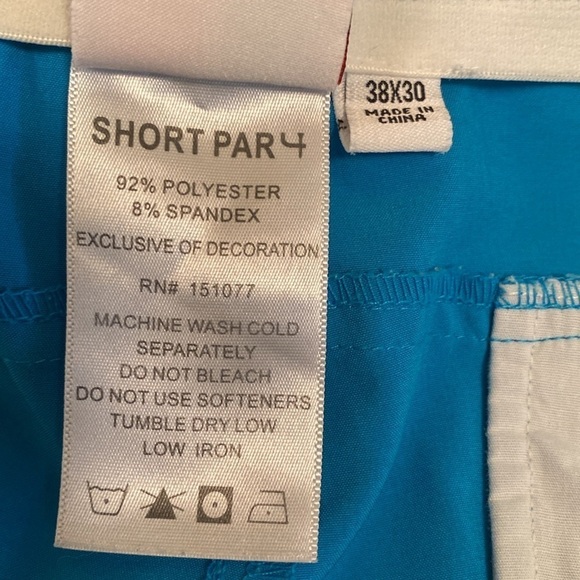 SHORT PAR 4
92% POLYESTER
8% SPANDEX
EXCLUSIVE OF DECORATION
RN# 151077
MACHINE WASH COLD
SEPARATELY
DO NOT BLEACH
DO NOT USE SOFTENERS
TUMBLE DRY LOW
LOW IRON
38X30
MADE IN
CHINA